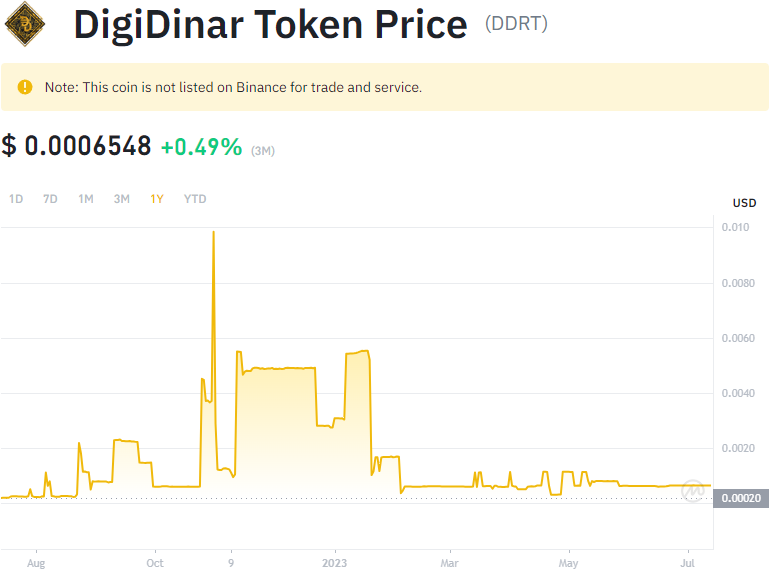 DigiDinar Token Price (DDRT)
Note: This coin is not listed on Binance for trade and service.
$ 0.0006548 +0.49% (3M)
1D 7D 1M 3M 1Y YTD
USD
0.010
0.0080
0.0060
0.0040
0.0020
0.00020
Aug Oct 9 2023 Mar May Jul